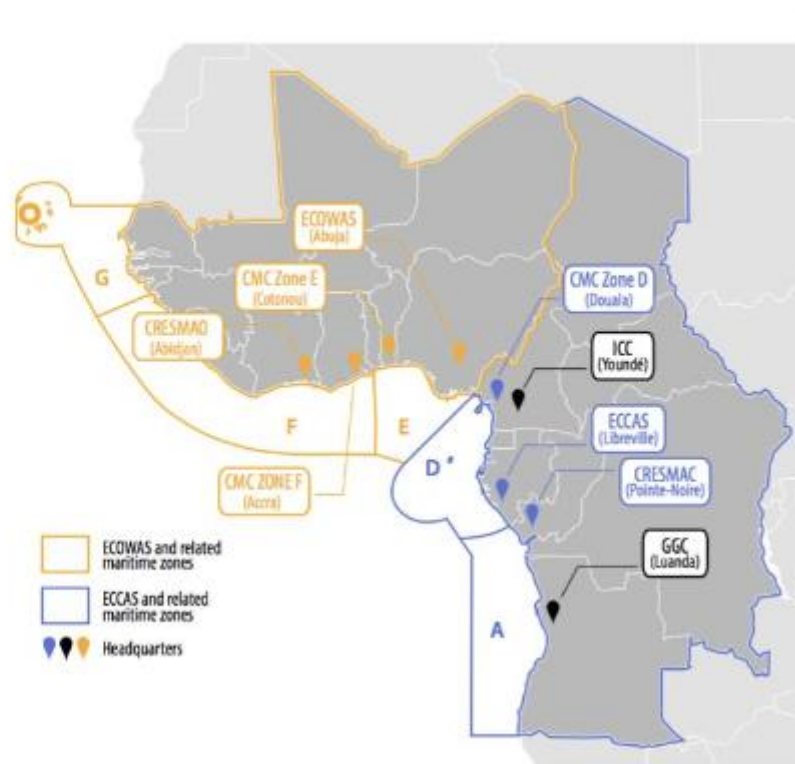 ECOWAS
(Abuja)
CMC Zone E
(Cotonou)
CMC Zone D
(Douala)
G
CRESMAO
(Abidjan)
ICC
(Youndé)
F
E
ECCAS
(Libreville)
D
CRESMAC
(Pointe-Noire)
CMC ZONE F
(Accra)
GGC
(Luanda)
ECOWAS and related
maritime zones
ECCAS and related
maritime zones
A
Headquarters